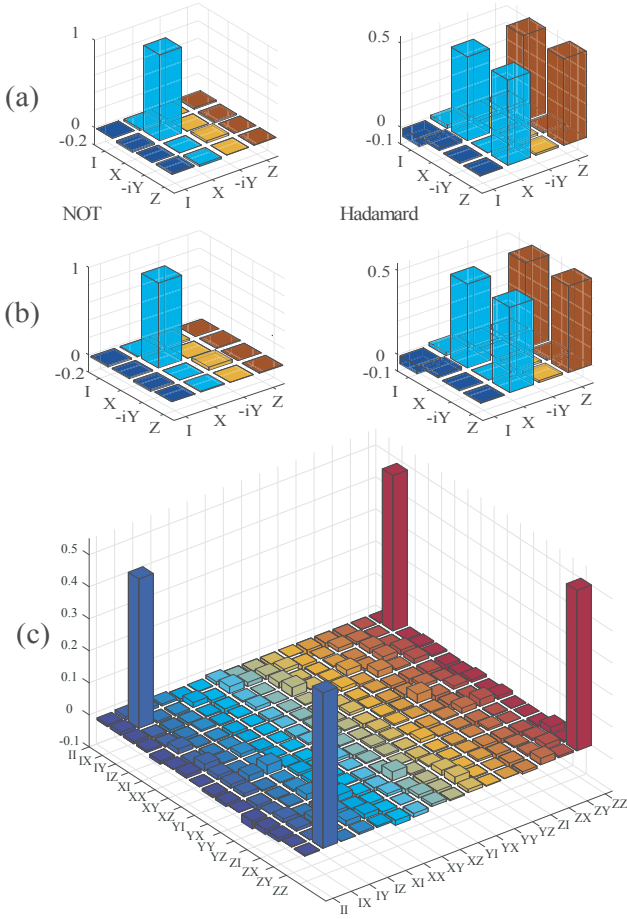 (a)
1
0
-0.2
I
X
-iY
Z
I
X
-iY
Z
NOT
0.5
0
-0.1
I
X
-iY
Z
I
X
-iY
Z
Hadamard
(b)
1
0
-0.2
I
X
-iY
Z
I
X
-iY
Z
0.5
0
-0.1
I
X
-iY
Z
I
X
-iY
Z
(c)
0.5
0.4
0.3
0.2
0.1
0
-0.1
II
IX
IY
IZ
XI
XX
XY
XZ
YI
YX
YY
YZ
ZI
ZX
ZY
ZZ
II
IX
IY
IZ
XI
XX
XY
XZ
YI
YX
YY
YZ
ZI
ZX
ZY
ZZ